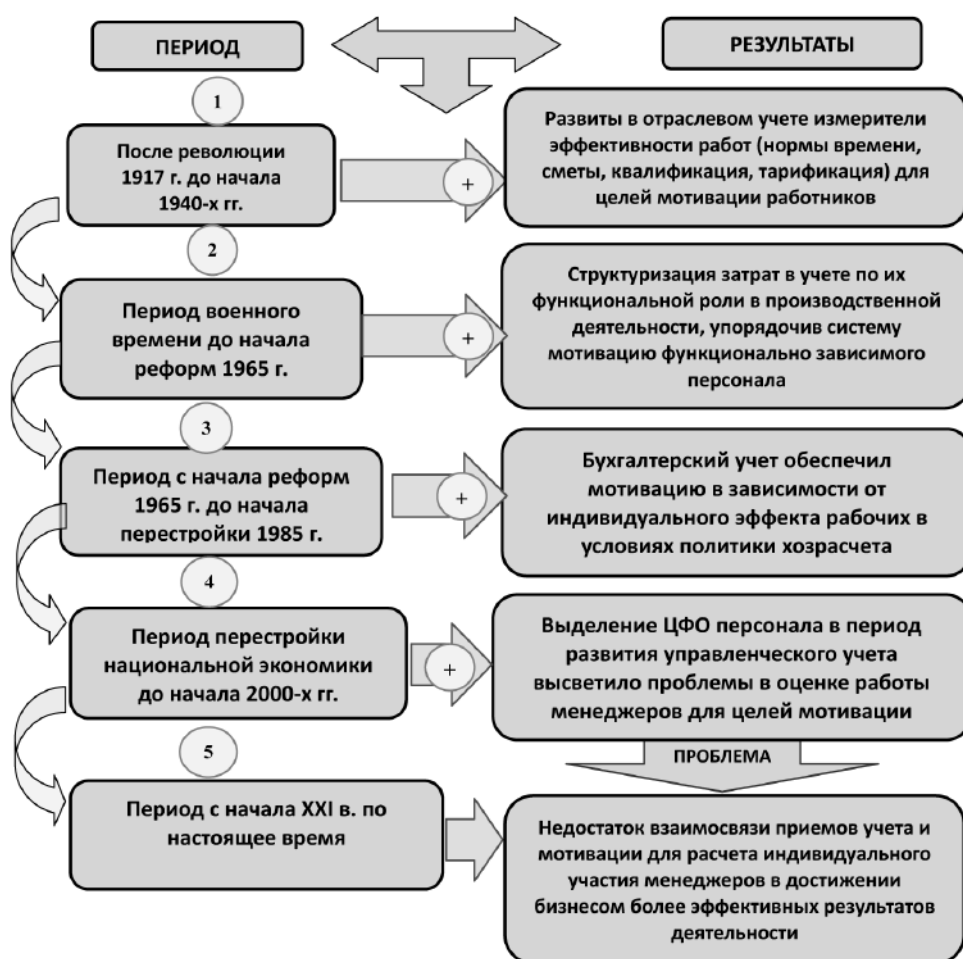 ПЕРИОД
РЕЗУЛЬТАТЫ
1
После революции
1917 г. до начала
1940-х гг.
+
Развиты в отраслевом учете измерители
эффективности работ (нормы времени,
сметы, квалификация, тарификация) для
целей мотивации работников
2
Период военного
времени до начала
реформ 1965 г.
+
Структуризация затрат в учете по их
функциональной роли в производственной
деятельности, упорядочив систему
мотивацию функционально зависимого
персонала
3
Период с начала реформ
1965 г. до начала
перестройки 1985 г.
+
Бухгалтерский учет обеспечил
мотивацию в зависимости от
индивидуального эффекта рабочих в
условиях политики хозрасчета
4
Период перестройки
национальной экономики
до начала 2000-х гг.
+
Выделение ЦФО персонала в период
развития управленческого учета
высветило проблемы в оценке работы
менеджеров для целей мотивации
ПРОБЛЕМА
5
Период с начала XXI в. по
настоящее время
Недостаток взаимосвязи приемов учета и
мотивации для расчета индивидуального
участия менеджеров в достижении
бизнесом более эффективных результатов
деятельности